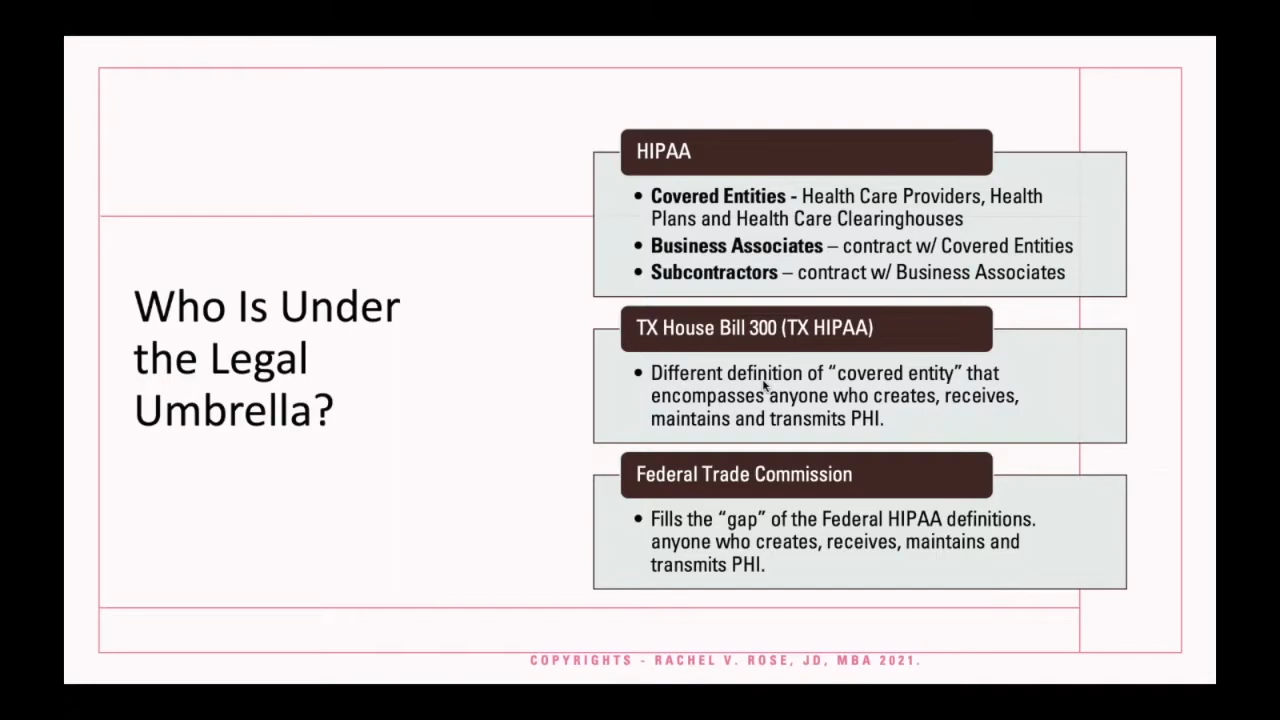 Who Is Under
the Legal
Umbrella?
HIPAA
• Covered Entities - Health Care Providers, Health
Plans and Health Care Clearinghouses
• Business Associates – contract w/ Covered Entities
• Subcontractors – contract w/ Business Associates
TX House Bill 300 (TX HIPAA)
• Different definition of “covered entity” that
encompasses anyone who creates, receives,
maintains and transmits PHI.
Federal Trade Commission
• Fills the “gap” of the Federal HIPAA definitions.
anyone who creates, receives, maintains and
transmits PHI.
COPYRIGHTS - RACHEL V. ROSE, JD, MBA 2021.